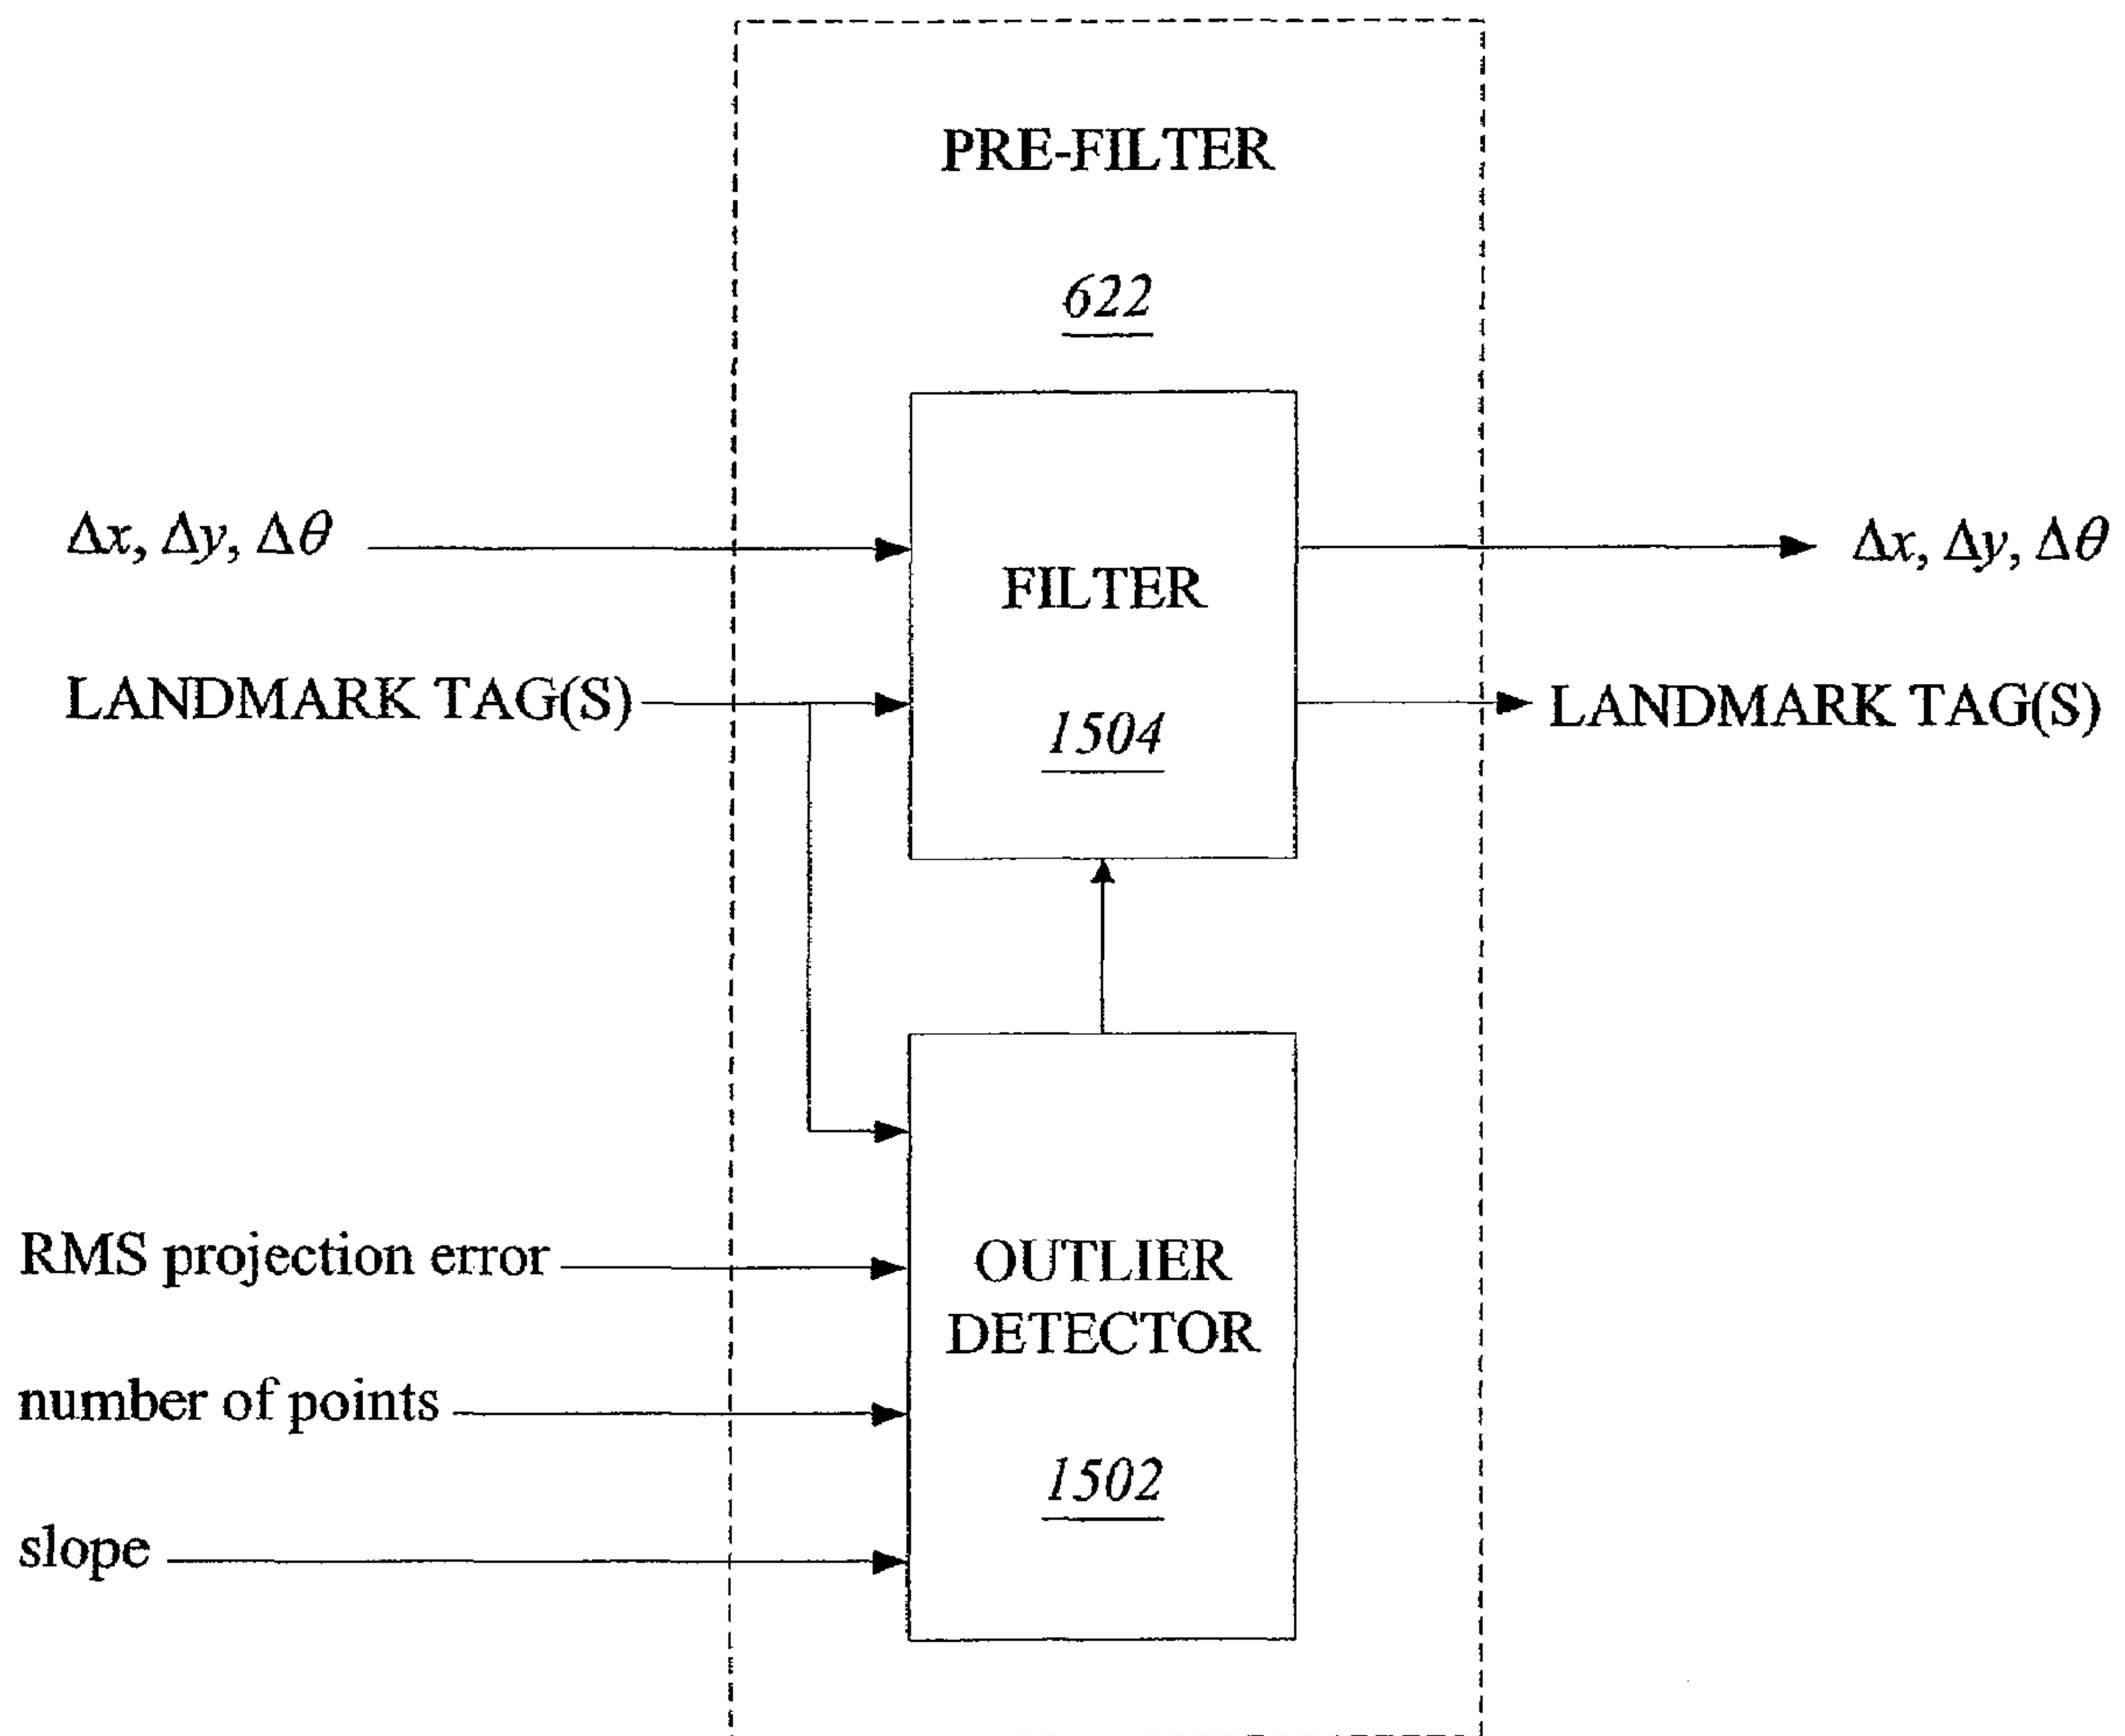 PRE-FILTER
622
Δx, Δy, Δθ
Δx, Δy, Δθ
FILTER
LANDMARK TAG(S)
LANDMARK TAG(S)
1504
RMS projection error
OUTLIER
DETECTOR
number of points
1502
slope